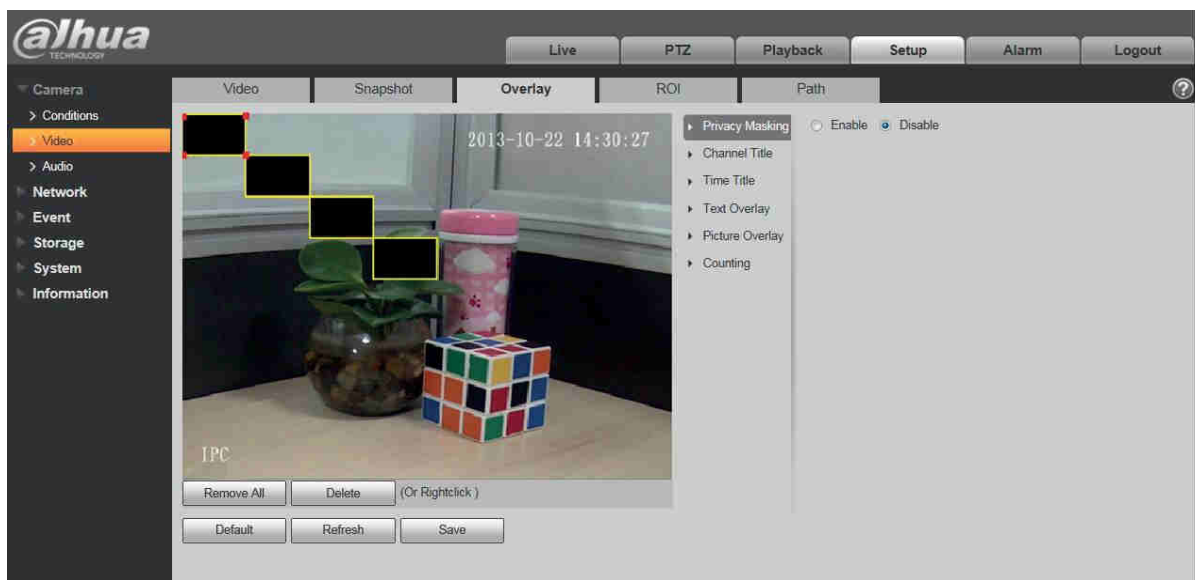 alhua
TECHNOLOGY
Live PTZ Playback Setup Alarm Logout
Camera
Conditions
Video
Audio
Network
Event
Storage
System
Information
Video Snapshot Overlay ROI Path
?
2013-10-22 14:30:27
IPC
Privacy Masking Enable Disable
Channel Title
Time Title
Text Overlay
Picture Overlay
Counting
Remove All Delete (Or Rightclick )
Default Refresh Save